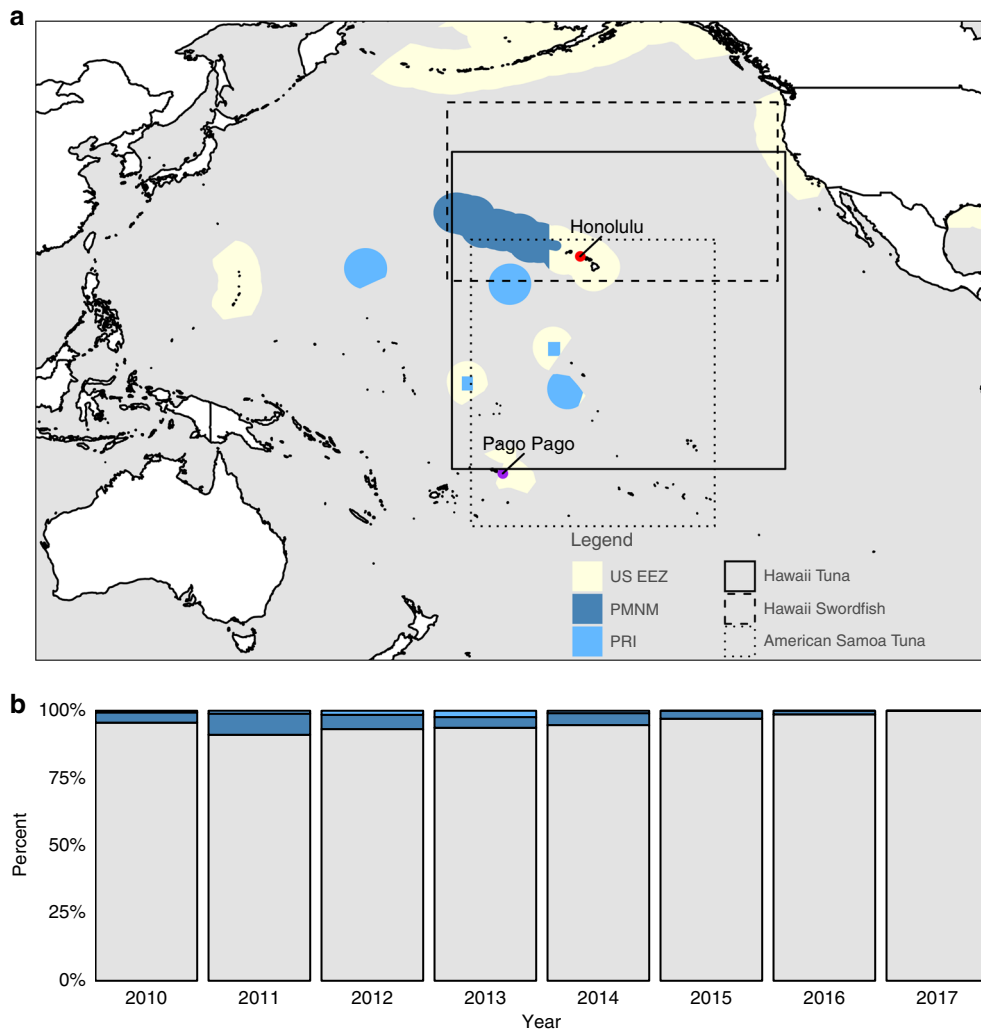 a
Honolulu
Pago Pago
Legend
US EEZ
PMNM
PRI
Hawaii Tuna
Hawaii Swordfish
American Samoa Tuna
b
100%
75%
50%
25%
0%
Percent
2010 2011 2012 2013 2014 2015 2016 2017
Year